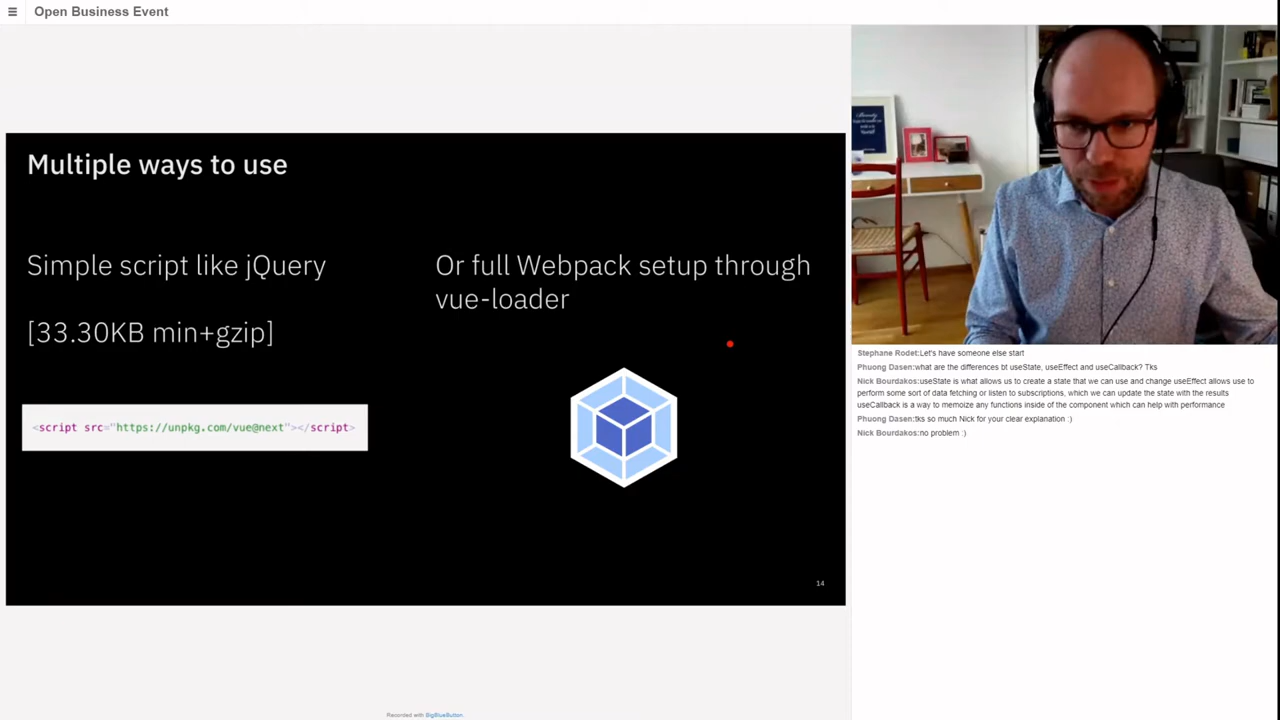 ☰ Open Business Event
Multiple ways to use
Simple script like jQuery
[33.30KB min+gzip]
<script src="https://unpkg.com/vue@next"></script>
Or full Webpack setup through
vue-loader
14
Stephane Rodet:Let's have someone else start
Phuong Dasen:what are the differences bt useState, useEffect and useCallback? Tks
Nick Bourdakos:useState is what allows us to create a state that we can use and change useEffect allows use to
perform some sort of data fetching or listen to subscriptions, which we can update the state with the results
useCallback is a way to memoize any functions inside of the component which can help with performance
Phuong Dasen:tks so much Nick for your clear explanation :)
Nick Bourdakos:no problem :)
Recorded with BigBlueButton.